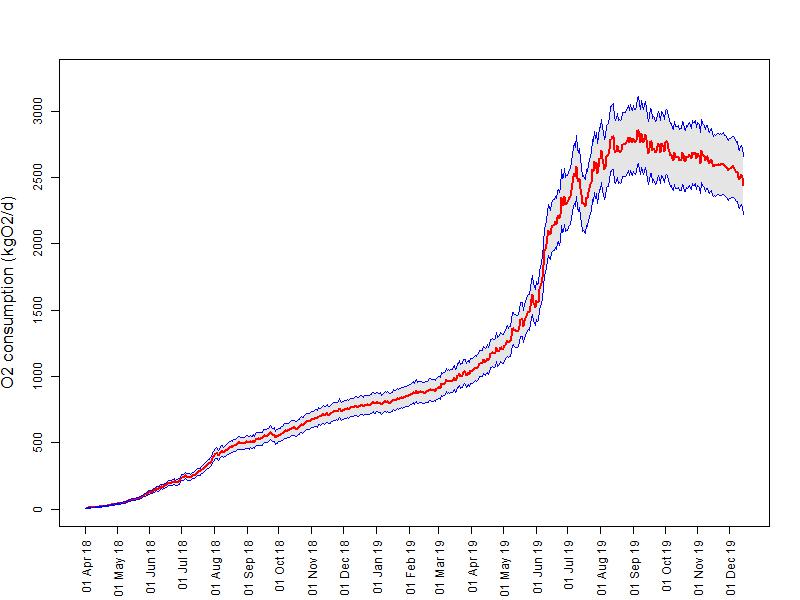 O2 consumption (kgO2/d)
3000
2500
2000
1500
1000
500
0
01 Apr 18
01 May 18
01 Jun 18
01 Jul 18
01 Aug 18
01 Sep 18
01 Oct 18
01 Nov 18
01 Dec 18
01 Jan 19
01 Feb 19
01 Mar 19
01 Apr 19
01 May 19
01 Jun 19
01 Jul 19
01 Aug 19
01 Sep 19
01 Oct 19
01 Nov 19
01 Dec 19